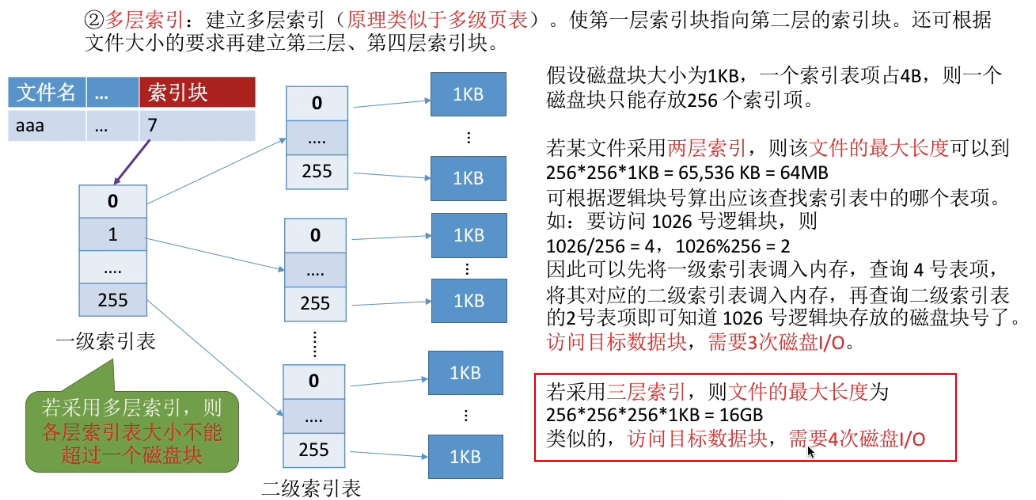 ②多层索引：建立多层索引（原理类似于多级页表）。使第一层索引块指向第二层的索引块。还可根据
文件大小的要求再建立第三层、第四层索引块。
文件名 ... 索引块
aaa ... 7
0
1
....
255
一级索引表
若采用多层索引，则
各层索引表大小不能
超过一个磁盘块
0
....
255
0
....
255
0
....
255
二级索引表
1KB
1KB
1KB
1KB
1KB
1KB
假设磁盘块大小为1KB，一个索引表项占4B，则一个
磁盘块只能存放256 个索引项。
若某文件采用两层索引，则该文件的最大长度可以到
256*256*1KB = 65,536 KB = 64MB
可根据逻辑块号算出应该查找索引表中的哪个表项。
如：要访问 1026 号逻辑块，则
1026/256 = 4，1026%256 = 2
因此可以先将一级索引表调入内存，查询 4 号表项，
将其对应的二级索引表调入内存，再查询二级索引表
的2号表项即可知道 1026 号逻辑块存放的磁盘块号了。
访问目标数据块，需要3次磁盘I/O。
若采用三层索引，则文件的最大长度为
256*256*256*1KB = 16GB
类似的，访问目标数据块，需要4次磁盘I/O